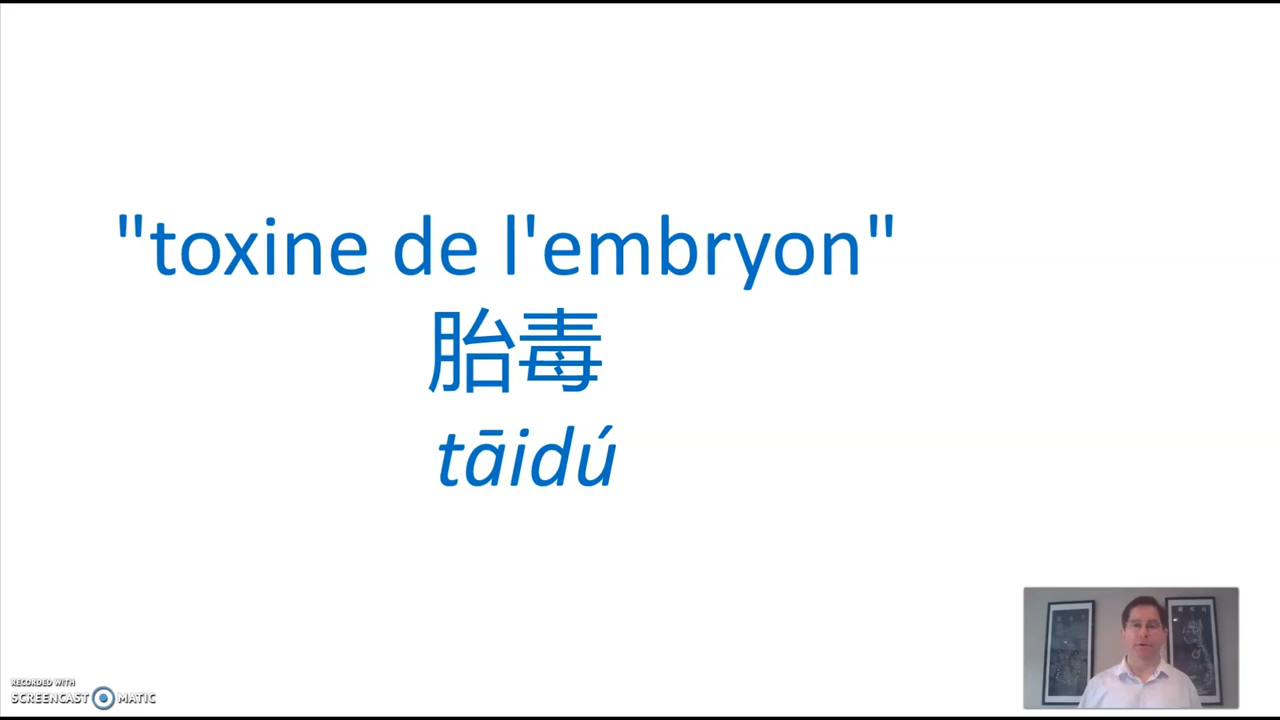 "toxine de l'embryon"
胎毒
tāidú
RECORDED WITH
SCREENCAST MATIC